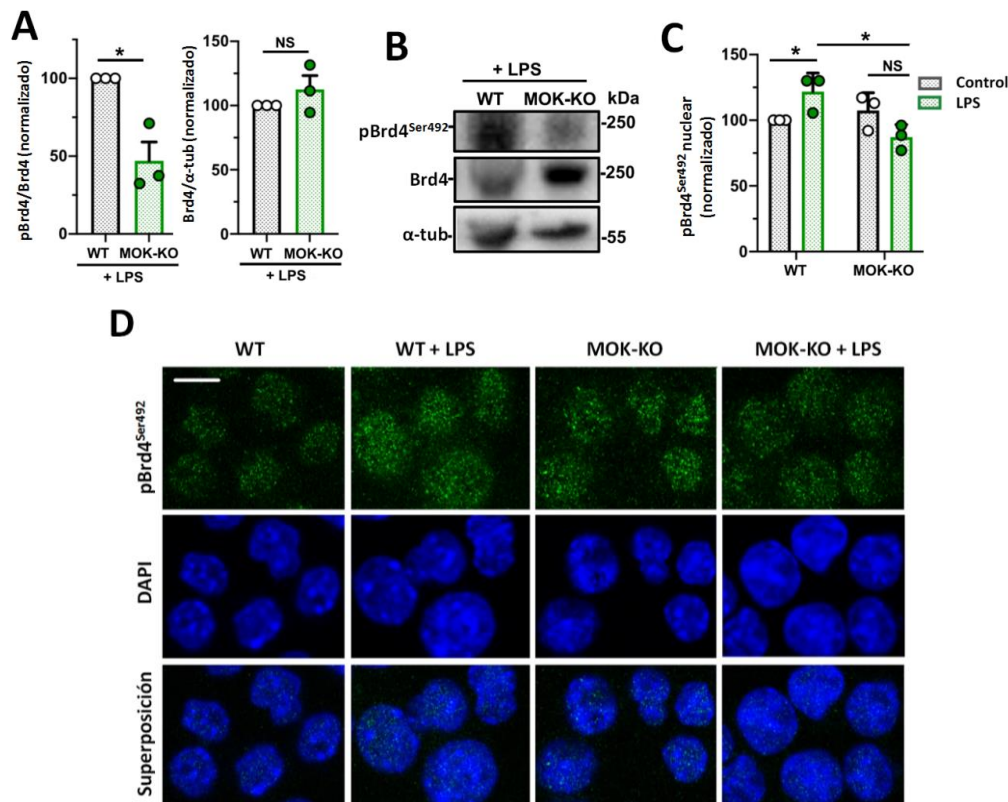 A
*
pBrd4/Brd4 (normalizado)
100
50
0
WT MOK-KO
+ LPS
NS
Brd4/α-tub (normalizado)
150
100
50
0
WT MOK-KO
+ LPS
B
+ LPS
WT MOK-KO kDa
pBrd4Ser492 -250
Brd4 -250
α-tub -55
C
*
*
NS
pBrd4Ser492 nuclear
(normalizado)
150
100
50
0
WT MOK-KO
Control
LPS
D
WT WT + LPS MOK-KO MOK-KO + LPS
pBrd4Ser492
DAPI
Superposición